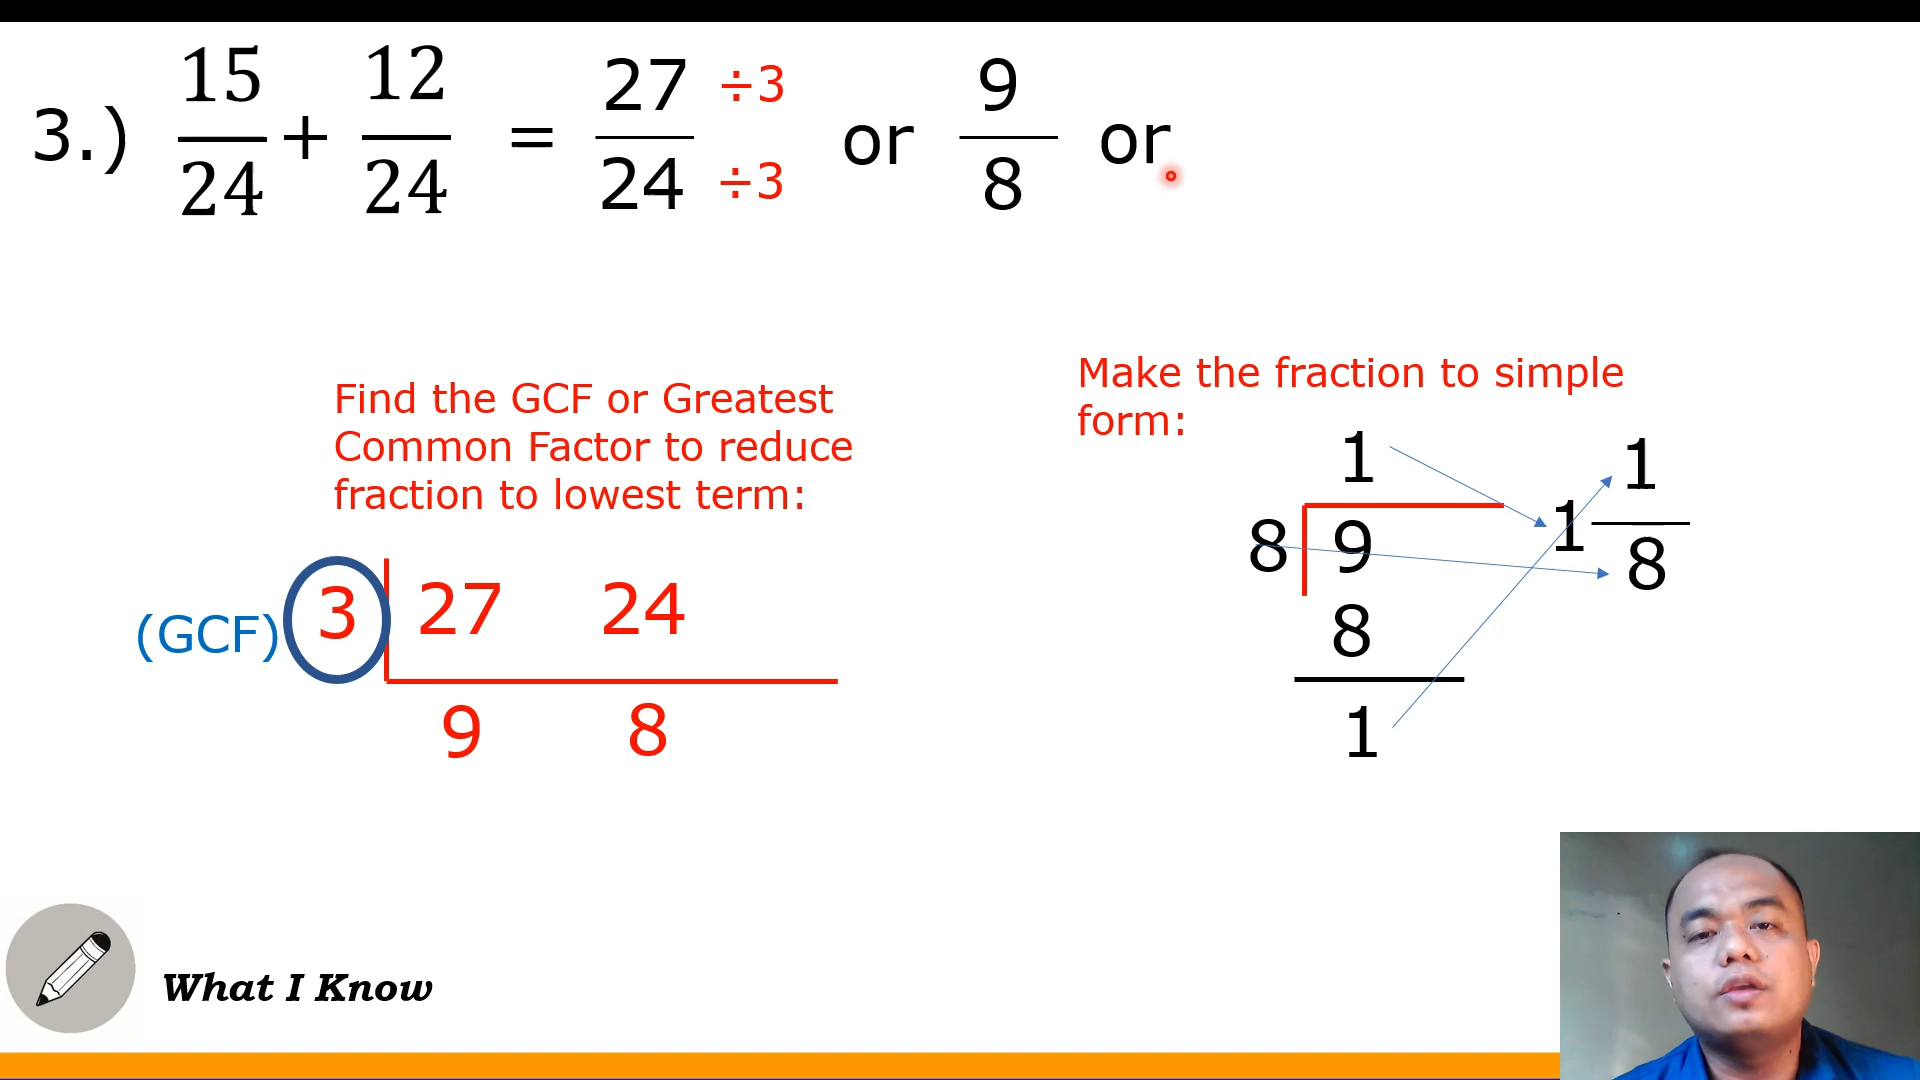 3.) 15/24 + 12/24 = 27/24 ÷3 ÷3 or 9/8 or
Find the GCF or Greatest
Common Factor to reduce
fraction to lowest term:
(GCF) 3 27 24
9 8
Make the fraction to simple
form:
1
8 9
8
1
1 1/8
What I Know